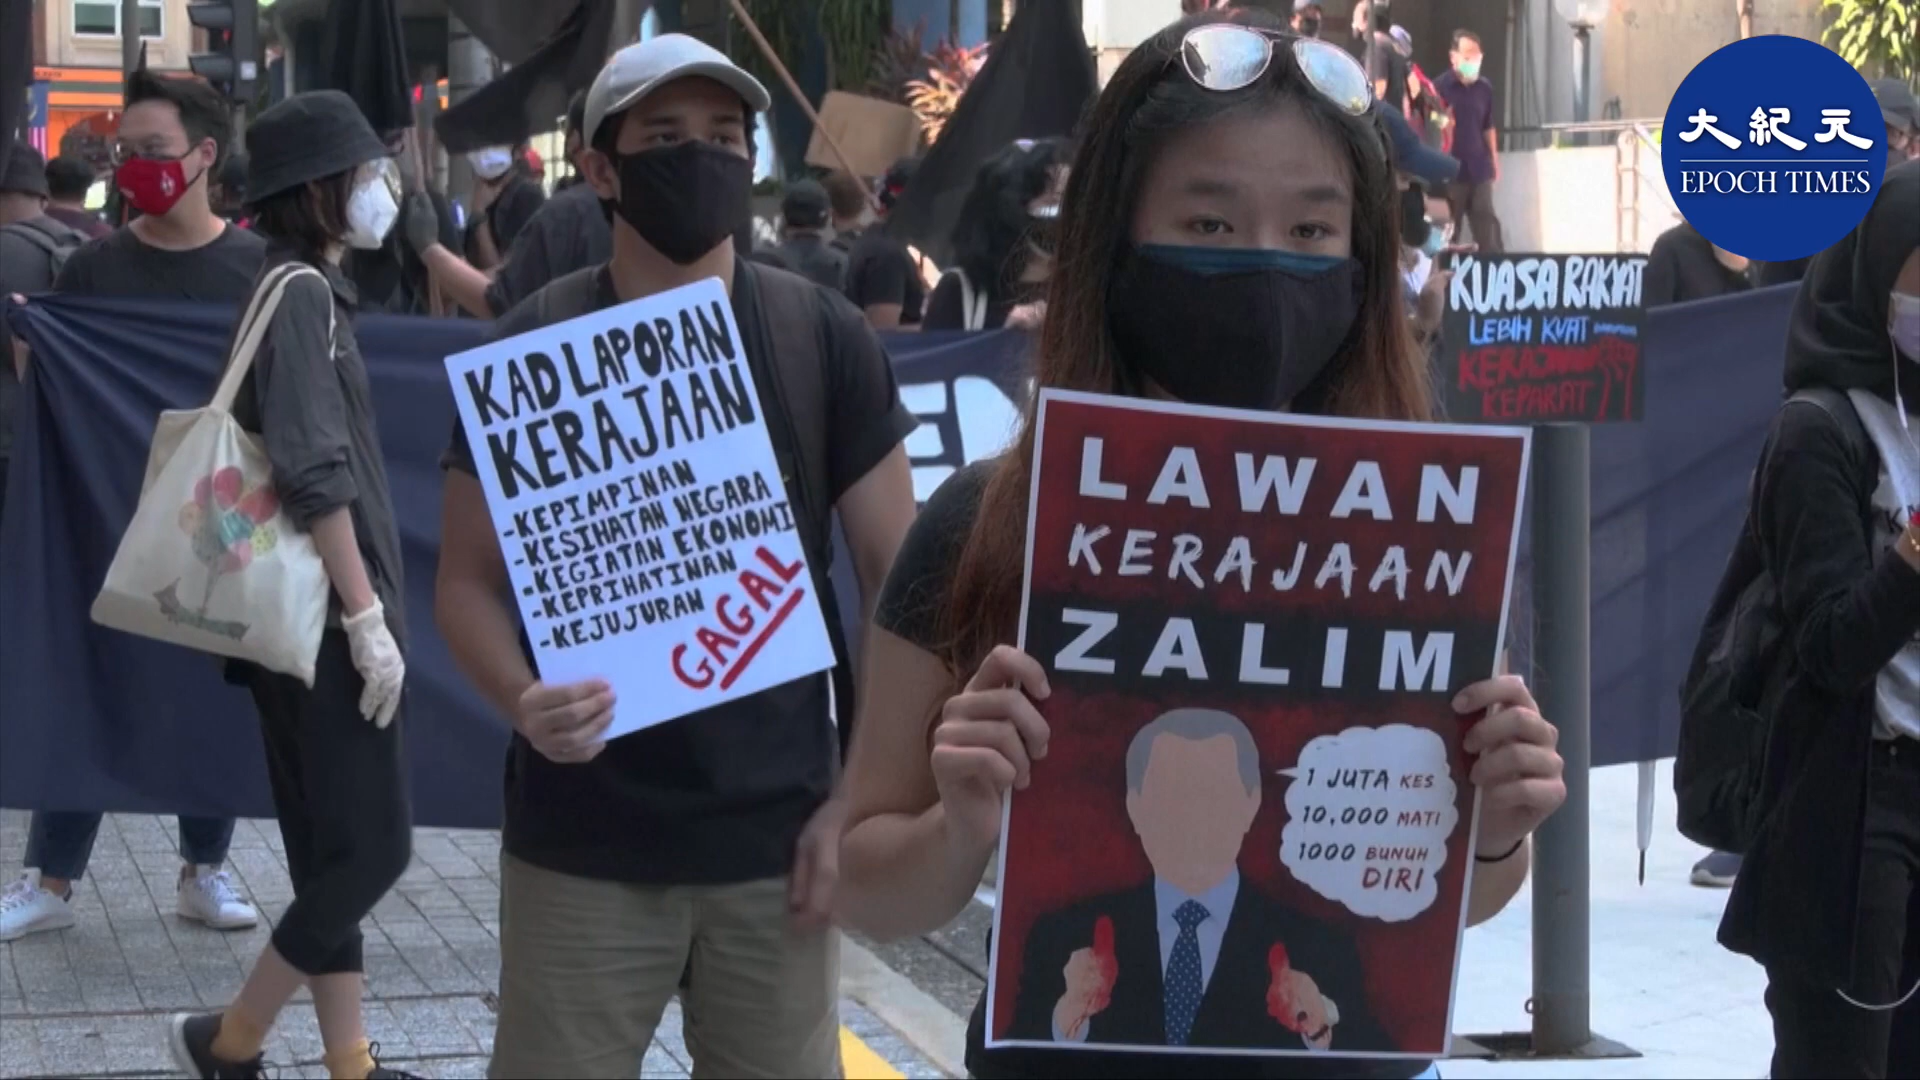 大紀元
EPOCH TIMES
KAD LAPORAN
KERAJAAN
-KEPIMPINAN
-KESIHATAN NEGARA
-KEGIATAN EKONOMI
-KEPRIHATINAN
-KEJUJURAN
GAGAL
LAWAN
KERAJAAN
ZALIM
1 JUTA KES
10,000 MATI
1000 BUNUH
DIRI
KUASA RAKYAT
LEBIH KUAT
KERAJAAN
KEPARAT